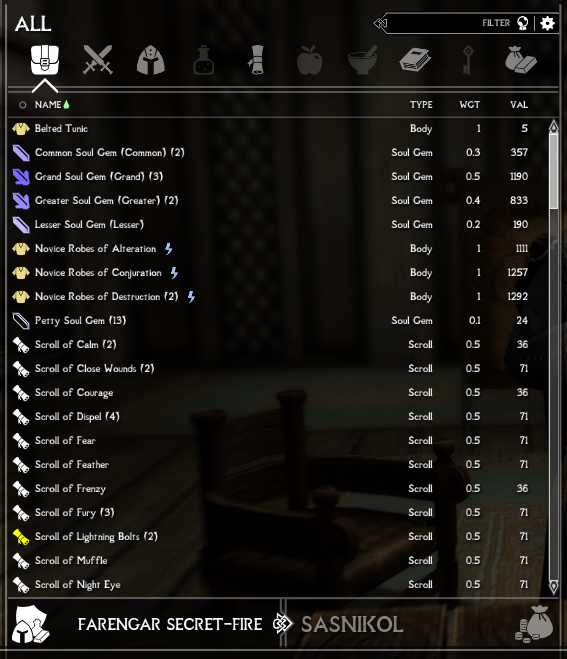 ALL
FILTER
NAME TYPE WGT VAL
Belted Tunic Body 1 5
Common Soul Gem (Common) (2) Soul Gem 0.3 357
Grand Soul Gem (Grand) (3) Soul Gem 0.5 1190
Greater Soul Gem (Greater) (2) Soul Gem 0.4 833
Lesser Soul Gem (Lesser) Soul Gem 0.2 190
Novice Robes of Alteration Body 1 1111
Novice Robes of Conjuration Body 1 1257
Novice Robes of Destruction (2) Body 1 1292
Petty Soul Gem (13) Soul Gem 0.1 24
Scroll of Calm (2) Scroll 0.5 36
Scroll of Close Wounds (2) Scroll 0.5 71
Scroll of Courage Scroll 0.5 36
Scroll of Dispel (4) Scroll 0.5 71
Scroll of Fear Scroll 0.5 71
Scroll of Feather Scroll 0.5 71
Scroll of Frenzy Scroll 0.5 36
Scroll of Fury (3) Scroll 0.5 71
Scroll of Lightning Bolts (2) Scroll 0.5 71
Scroll of Muffle Scroll 0.5 71
Scroll of Night Eye Scroll 0.5 71
FARENGAR SECRET-FIRE SASNIKOL